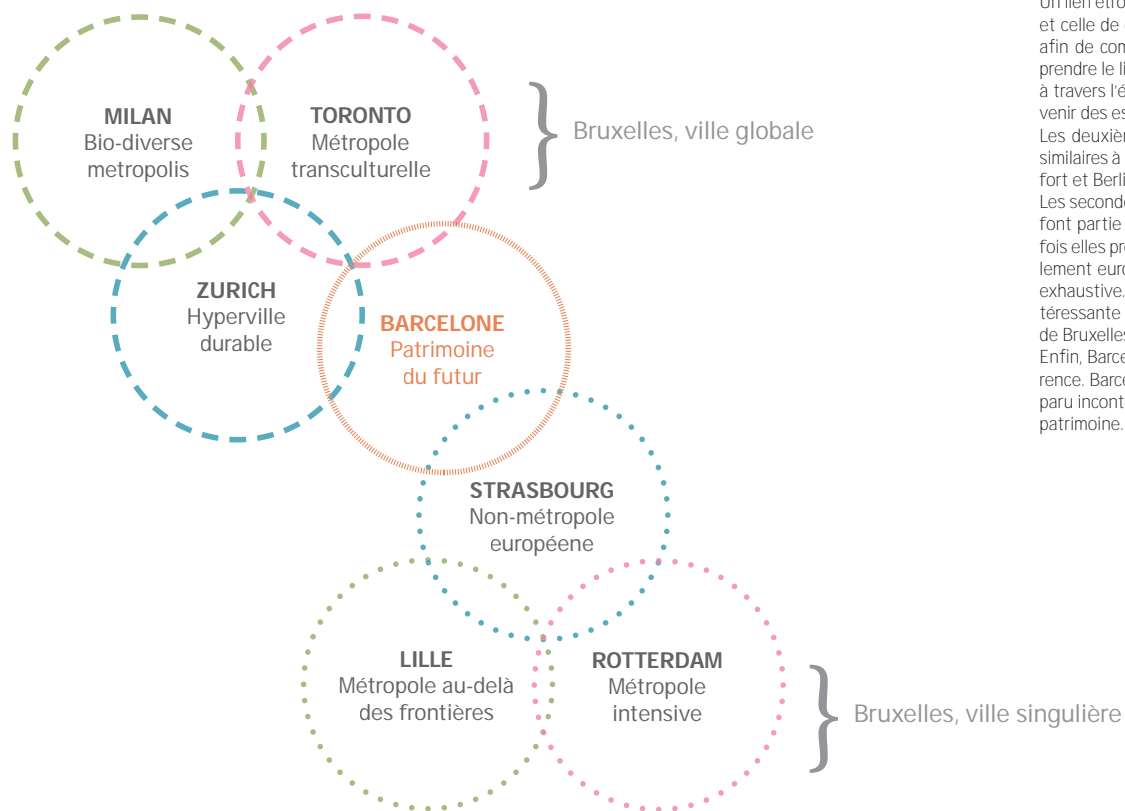 MILAN
Bio-diverse
metropolis
TORONTO
Métropole
transculturelle
} Bruxelles, ville globale
ZURICH
Hyperville
durable
BARCELONE
Patrimoine
du futur
STRASBOURG
Non-métropole
européene
LILLE
Métropole au-delà
des frontières
ROTTERDAM
Métropole
intensive
} Bruxelles, ville singulière
et celle de
afin de com
prendre le li
à travers l'é
venir des es
Les deuxièm
similaires à
fort et Berli
Les seconde
font partie
fois elles pr
lement euro
exhaustive.
téressante
de Bruxelles
Enfin, Barce
rence. Barce
paru incont
patrimoine.